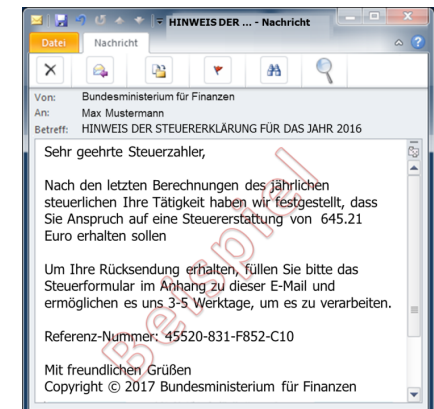 HINWEIS DER ... - Nachricht
Datei Nachricht
Von: Bundesministerium für Finanzen
An: Max Mustermann
Betreff: HINWEIS DER STEUERERKLÄRUNG FÜR DAS JAHR 2016
Sehr geehrte Steuerzahler,
Nach den letzten Berechnungen des jährlichen
steuerlichen Ihre Tätigkeit haben wir festgestellt, dass
Sie Anspruch auf eine Steuererstattung von 645.21
Euro erhalten sollen
Um Ihre Rücksendung erhalten, füllen Sie bitte das
Steuerformular im Anhang zu dieser E-Mail und
ermöglichen es uns 3-5 Werktage, um es zu verarbeiten.
Referenz-Nummer: 45520-831-F852-C10
Mit freundlichen Grüßen
Copyright © 2017 Bundesministerium für Finanzen
Beispiel